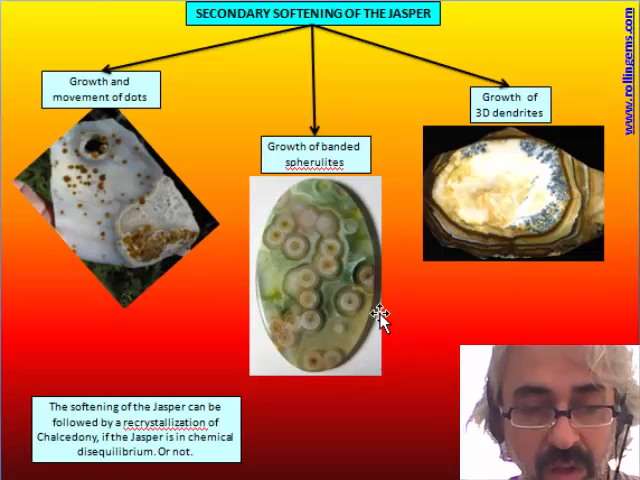 SECONDARY SOFTENING OF THE JASPER
www.rollingems.com
Growth and
movement of dots
Growth of banded
spherulites
Growth of
3D dendrites
The softening of the Jasper can be
followed by a recrystallization of
Chalcedony, if the Jasper is in chemical
disequilibrium. Or not.